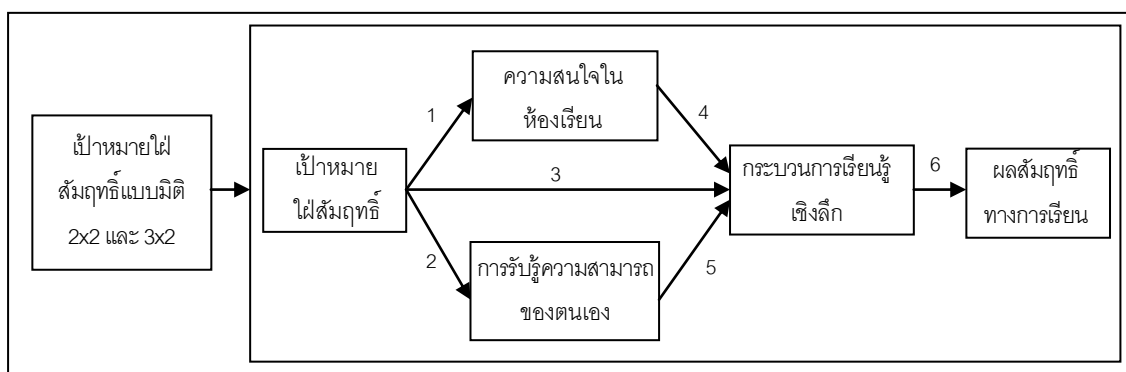 เป้าหมายใฝ่
สัมฤทธิ์แบบมิติ
2x2 และ 3x2
เป้าหมาย
ใฝ่สัมฤทธิ์
1
2
3
ความสนใจใน
ห้องเรียน
การรับรู้ความสามารถ
ของตนเอง
4
5
กระบวนการเรียนรู้
เชิงลึก
6
ผลสัมฤทธิ์
ทางการเรียน